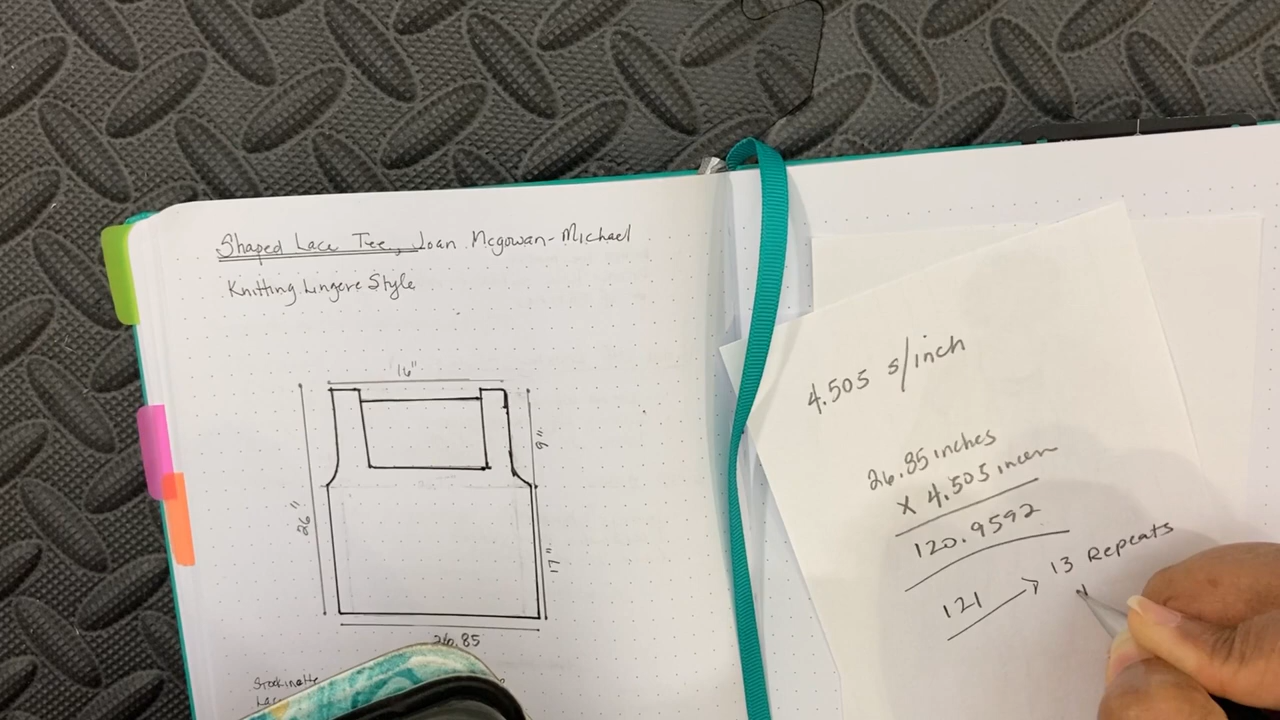 Shaped Lace Tee, Joan Mcgowan-Michael
Knitting Lingere Style
16"
9"
26"
17"
26.85
Stockinette
4.505 s/inch
26.85 inches
x 4.505
120.9592
121 → 13 Repeats